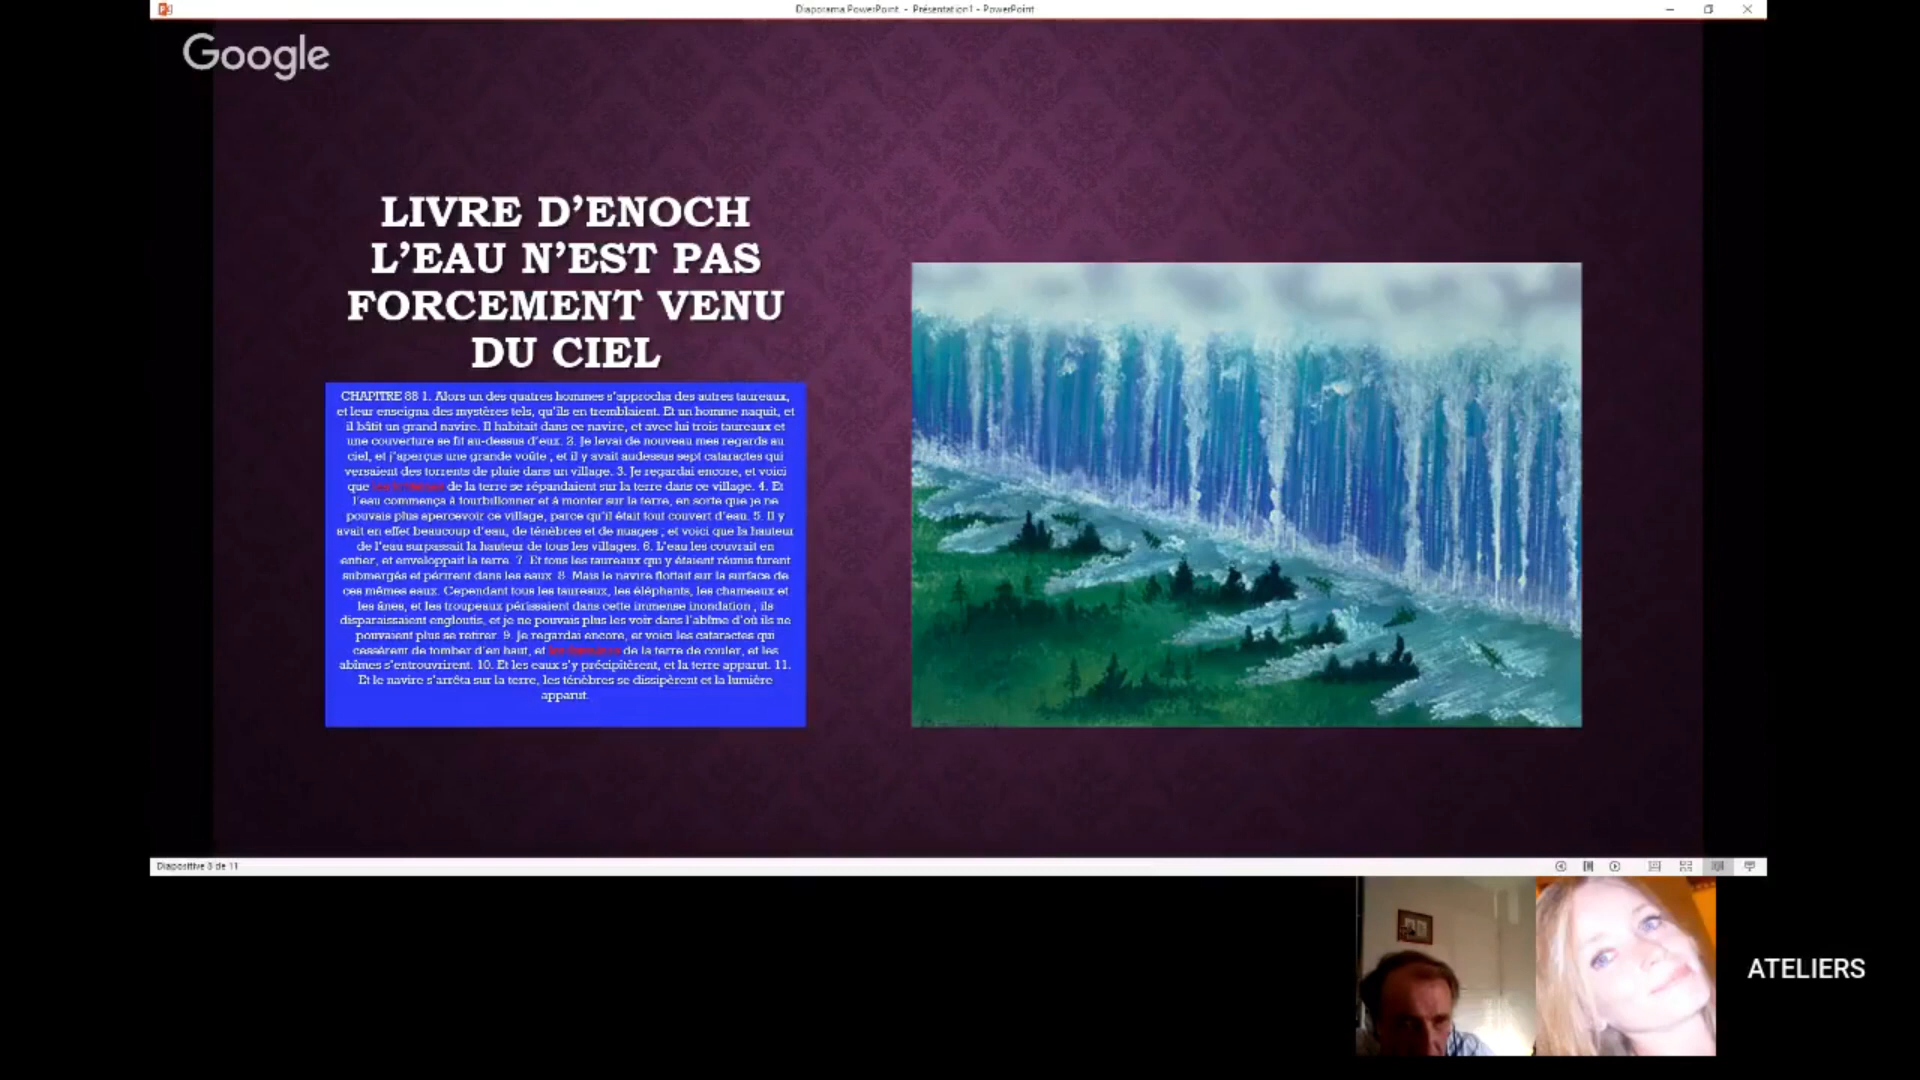 Diaporama PowerPoint - Présentation1 - PowerPoint
Google
LIVRE D'ENOCH
L'EAU N'EST PAS
FORCEMENT VENU
DU CIEL
CHAPITRE 88 1. Alors un des quatres hommes s'approcha des autres taureaux,
et leur enseigna des mystères tels, qu'ils en tremblaient. Et un homme naquit, et
il bâtit un grand navire. Il habitait dans ce navire, et avec lui trois taureaux et
une couverture se fit au-dessus d'eux. 2. Je levai de nouveau mes regards au
ciel, et j'aperçus une grande voûte , et il y avait audessus sept cataractes qui
versaient des torrents de pluie dans un village. 3. Je regardai encore, et voici
que de la terre se répandaient sur la terre dans ce village. 4. Et
l'eau commença à tourbillonner et à monter sur la terre, en sorte que je ne
pouvais plus apercevoir ce village, parce qu'il était tout couvert d'eau. 5. Il y
avait en effet beaucoup d'eau, de ténèbres et de nuages ; et voici que la hauteur
de l'eau surpassait la hauteur de tous les villages. 6. L'eau les couvrait en
entier, et enveloppait la terre. 7. Et tous les taureaux qui y étaient réunis furent
submergés et périrent dans les eaux. 8. Mais le navire flottait sur la surface de
ces mêmes eaux. Cependant tous les taureaux, les éléphants, les chameaux et
les ânes, et les troupeaux périssaient dans cette immense inondation , ils
disparaissaient engloutis, et je ne pouvais plus les voir dans l'abîme d'où ils ne
pouvaient plus se retirer. 9. Je regardai encore, et voici les cataractes qui
cessèrent de tomber d'en haut, et de la terre de couler, et les
abîmes s'entrouvrirent. 10. Et les eaux s'y précipitèrent, et la terre apparut. 11.
Et le navire s'arrêta sur la terre, les ténèbres se dissipèrent et la lumière
apparut.
Diapositive de 11
ATELIERS